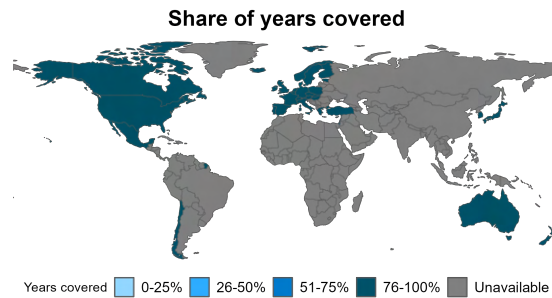 Share of years covered
Years covered 0-25% 26-50% 51-75% 76-100% Unavailable